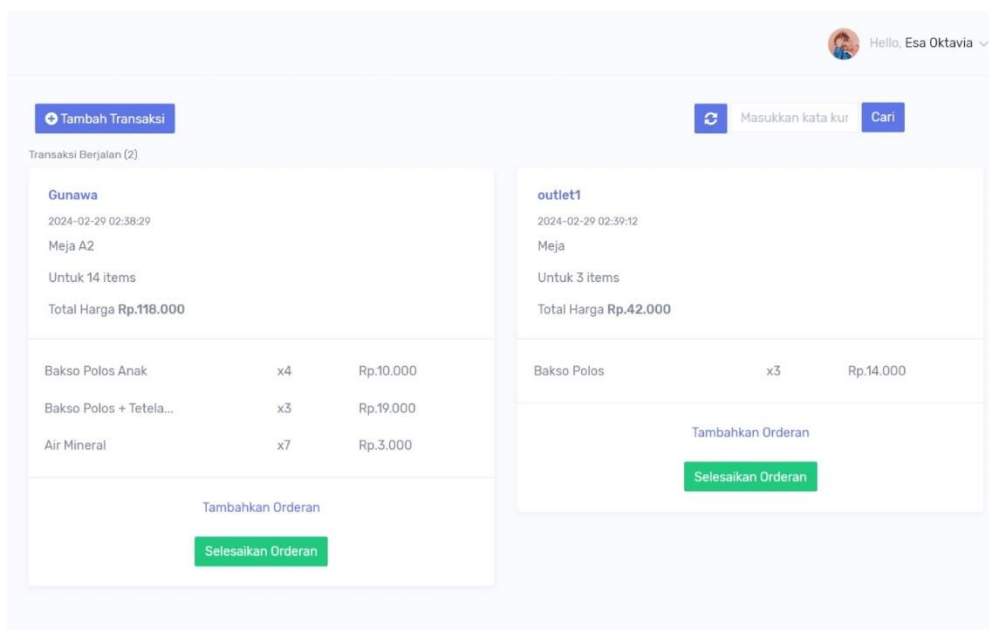 Hello, Esa Oktavia
Tambah Transaksi
Masukkan kata kur
Cari
Transaksi Berjalan (2)
Gunawa
2024-02-29 02:38:29
Meja A2
Untuk 14 items
Total Harga Rp.118.000
Bakso Polos Anak x4 Rp.10.000
Bakso Polos + Tetela... x3 Rp.19.000
Air Mineral x7 Rp.3.000
Tambahkan Orderan
Selesaikan Orderan
outlet1
2024-02-29 02:39:12
Meja
Untuk 3 items
Total Harga Rp.42.000
Bakso Polos x3 Rp.14.000
Tambahkan Orderan
Selesaikan Orderan